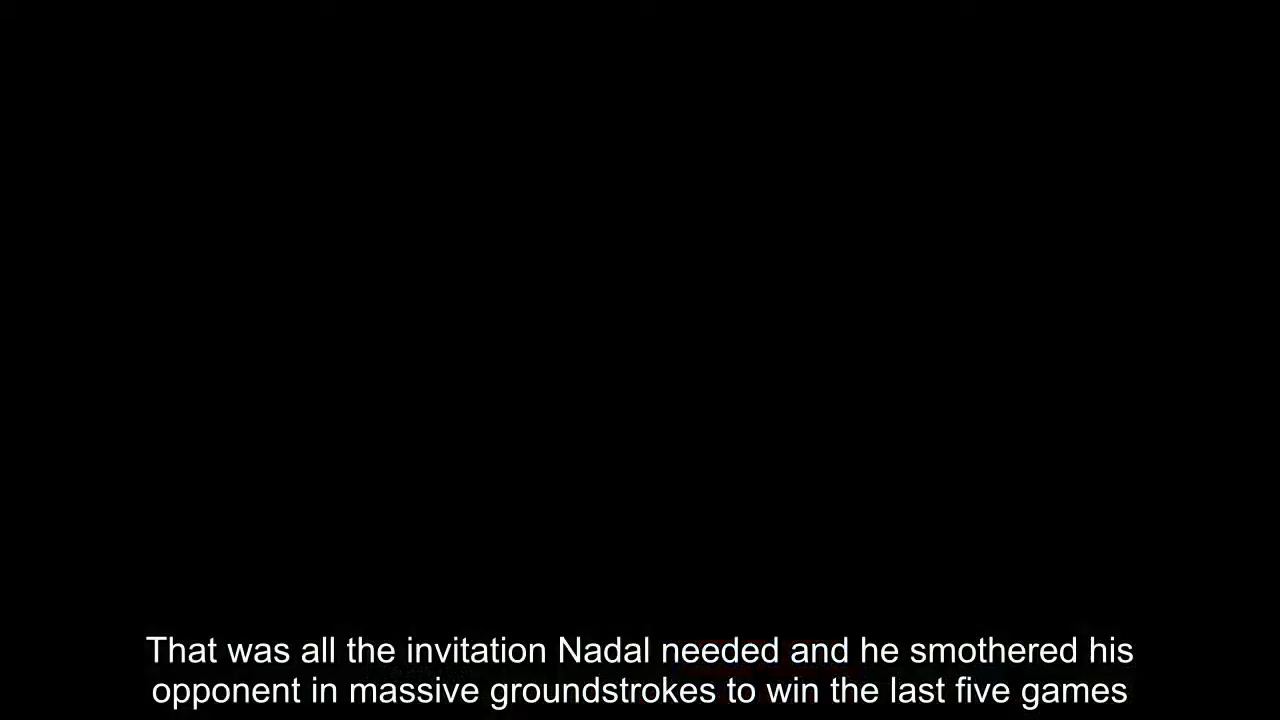 That was all the invitation Nadal needed and he smothered his
opponent in massive groundstrokes to win the last five games